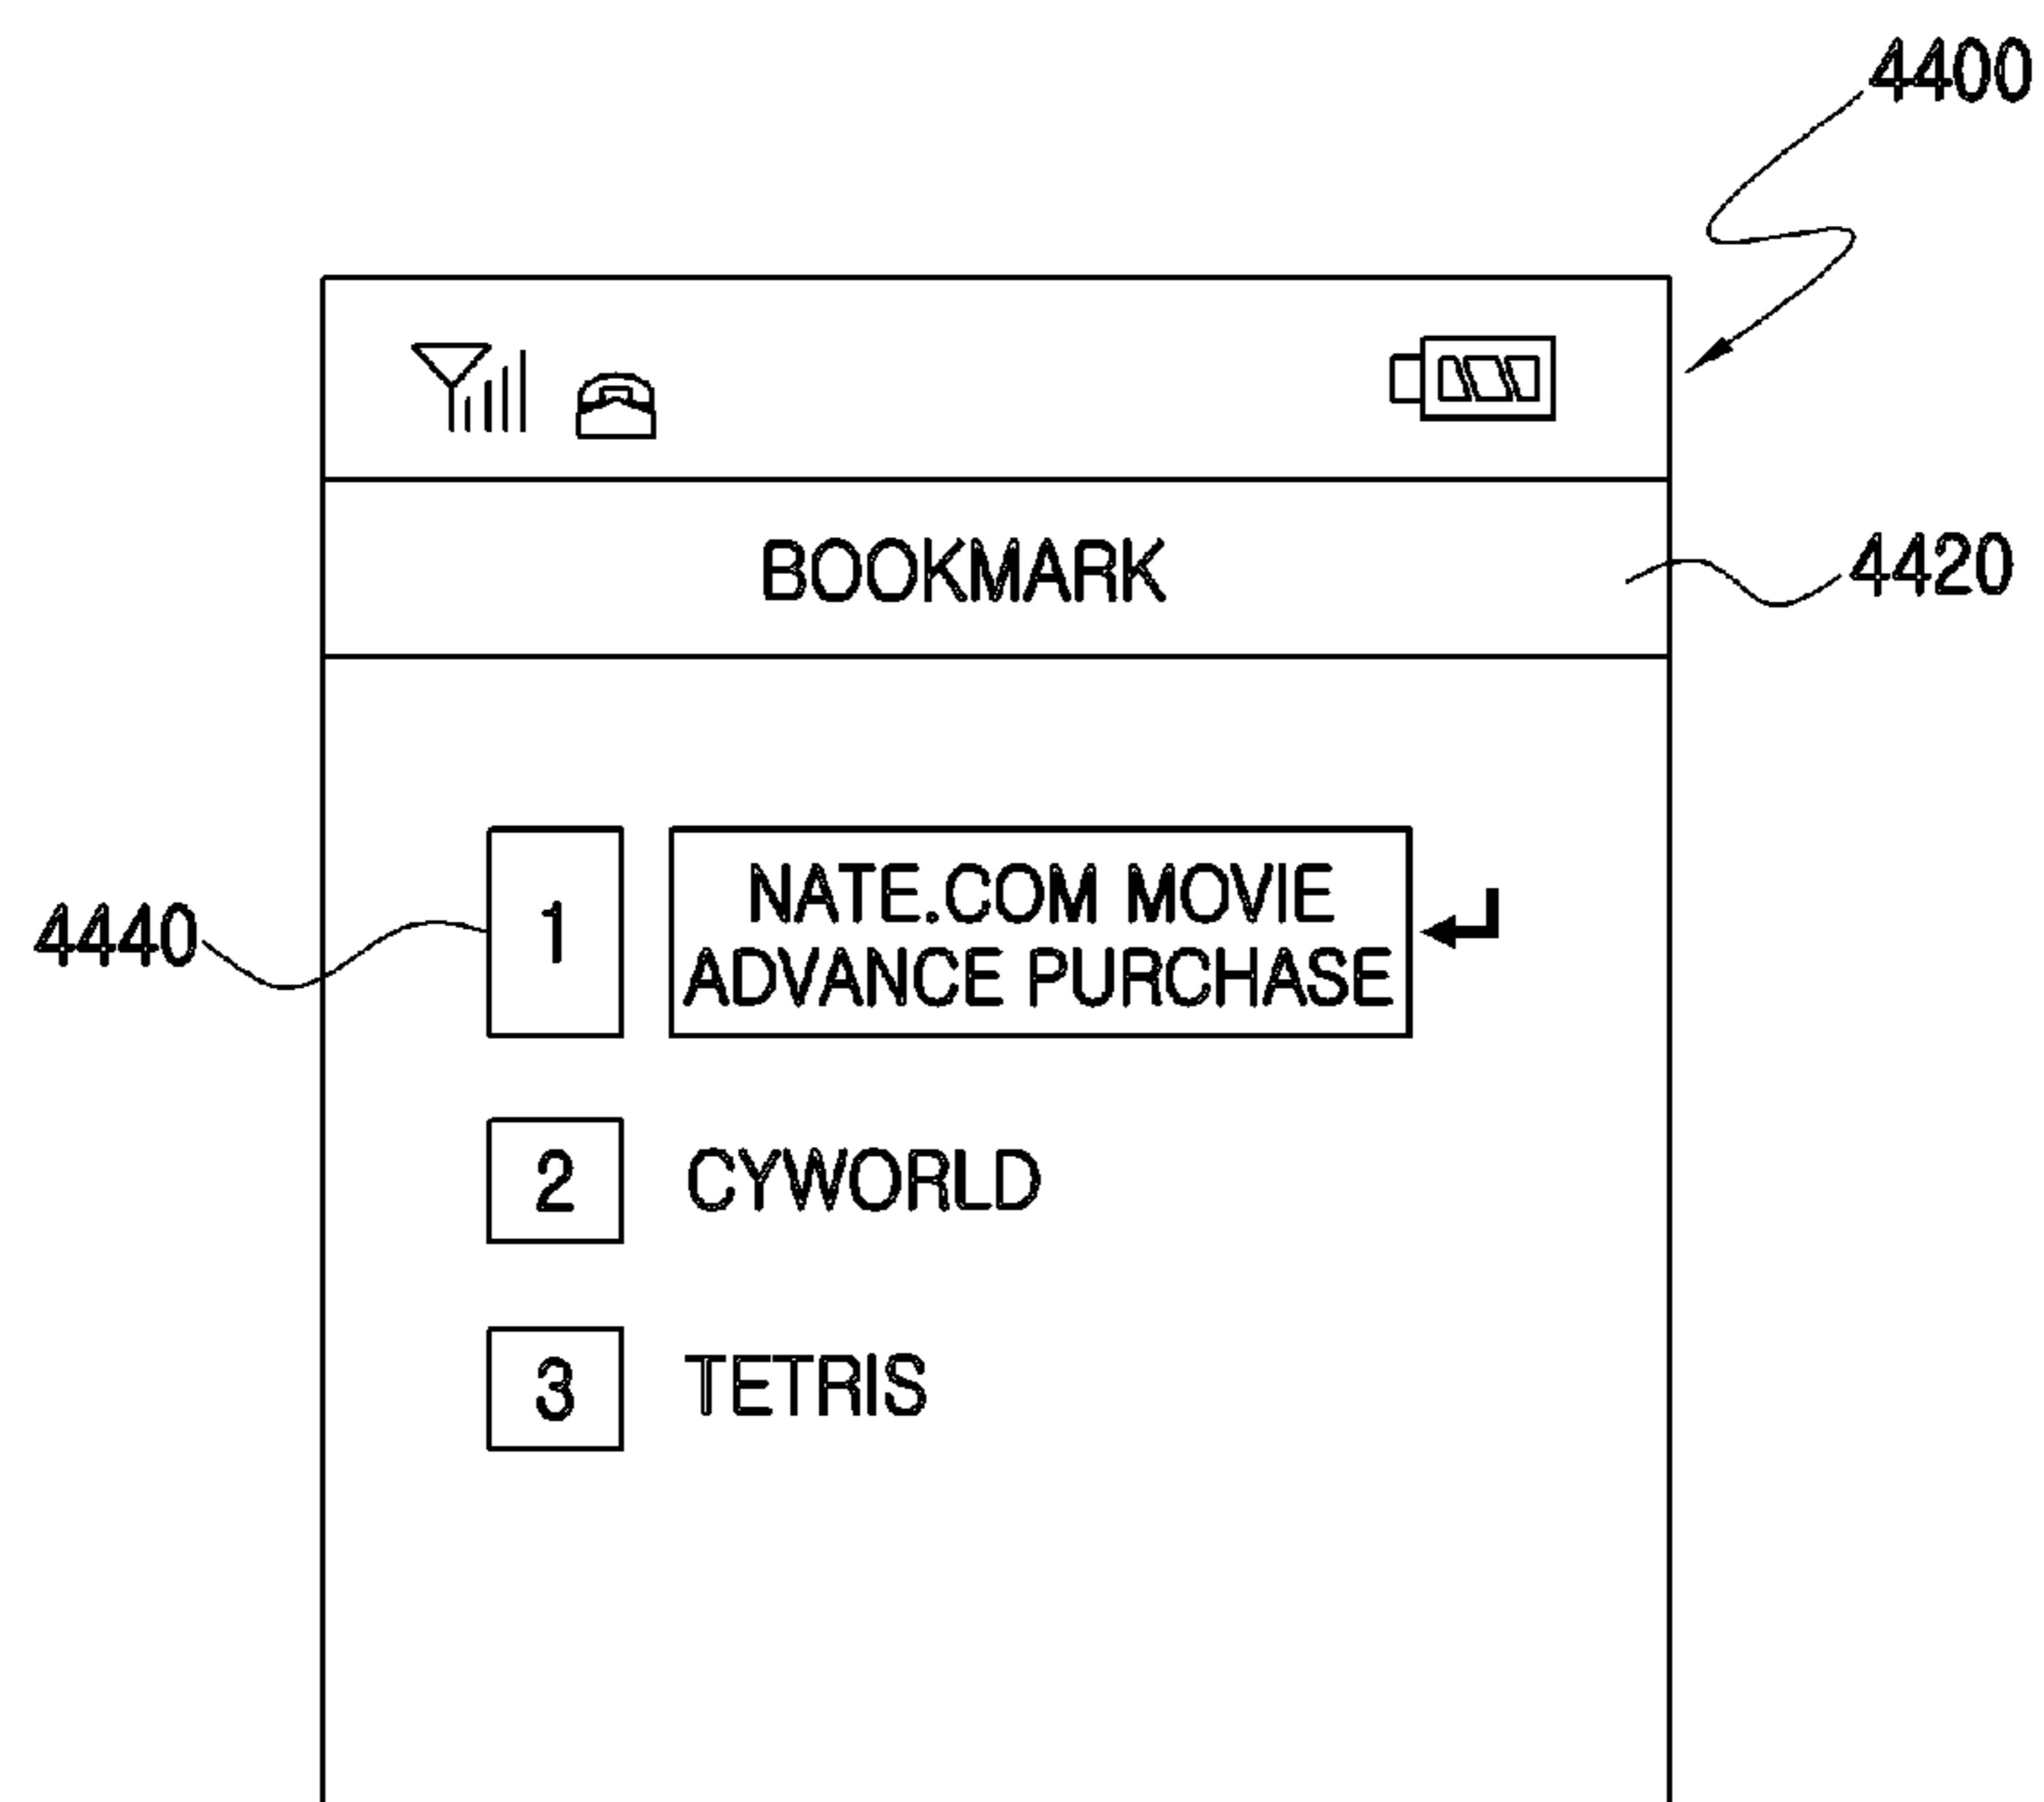 4400
BOOKMARK
4420
4440
1
NATE.COM MOVIE
ADVANCE PURCHASE
2 CYWORLD
3 TETRIS